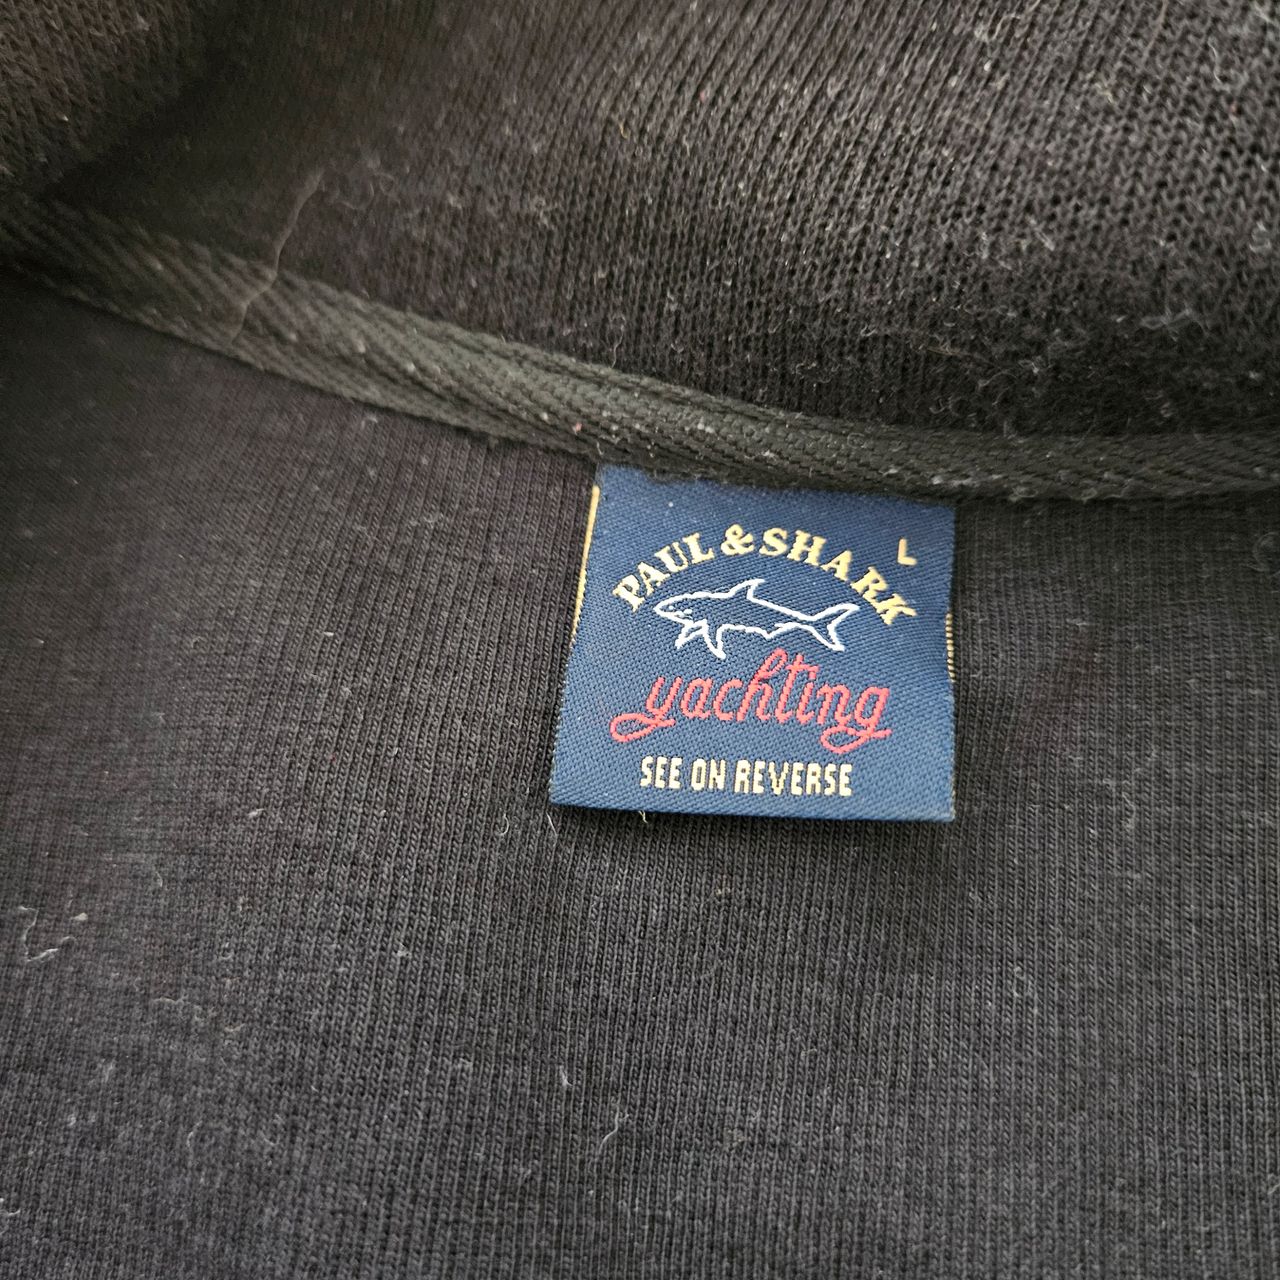 L
PAUL & SHARK
yachting
SEE ON REVERSE